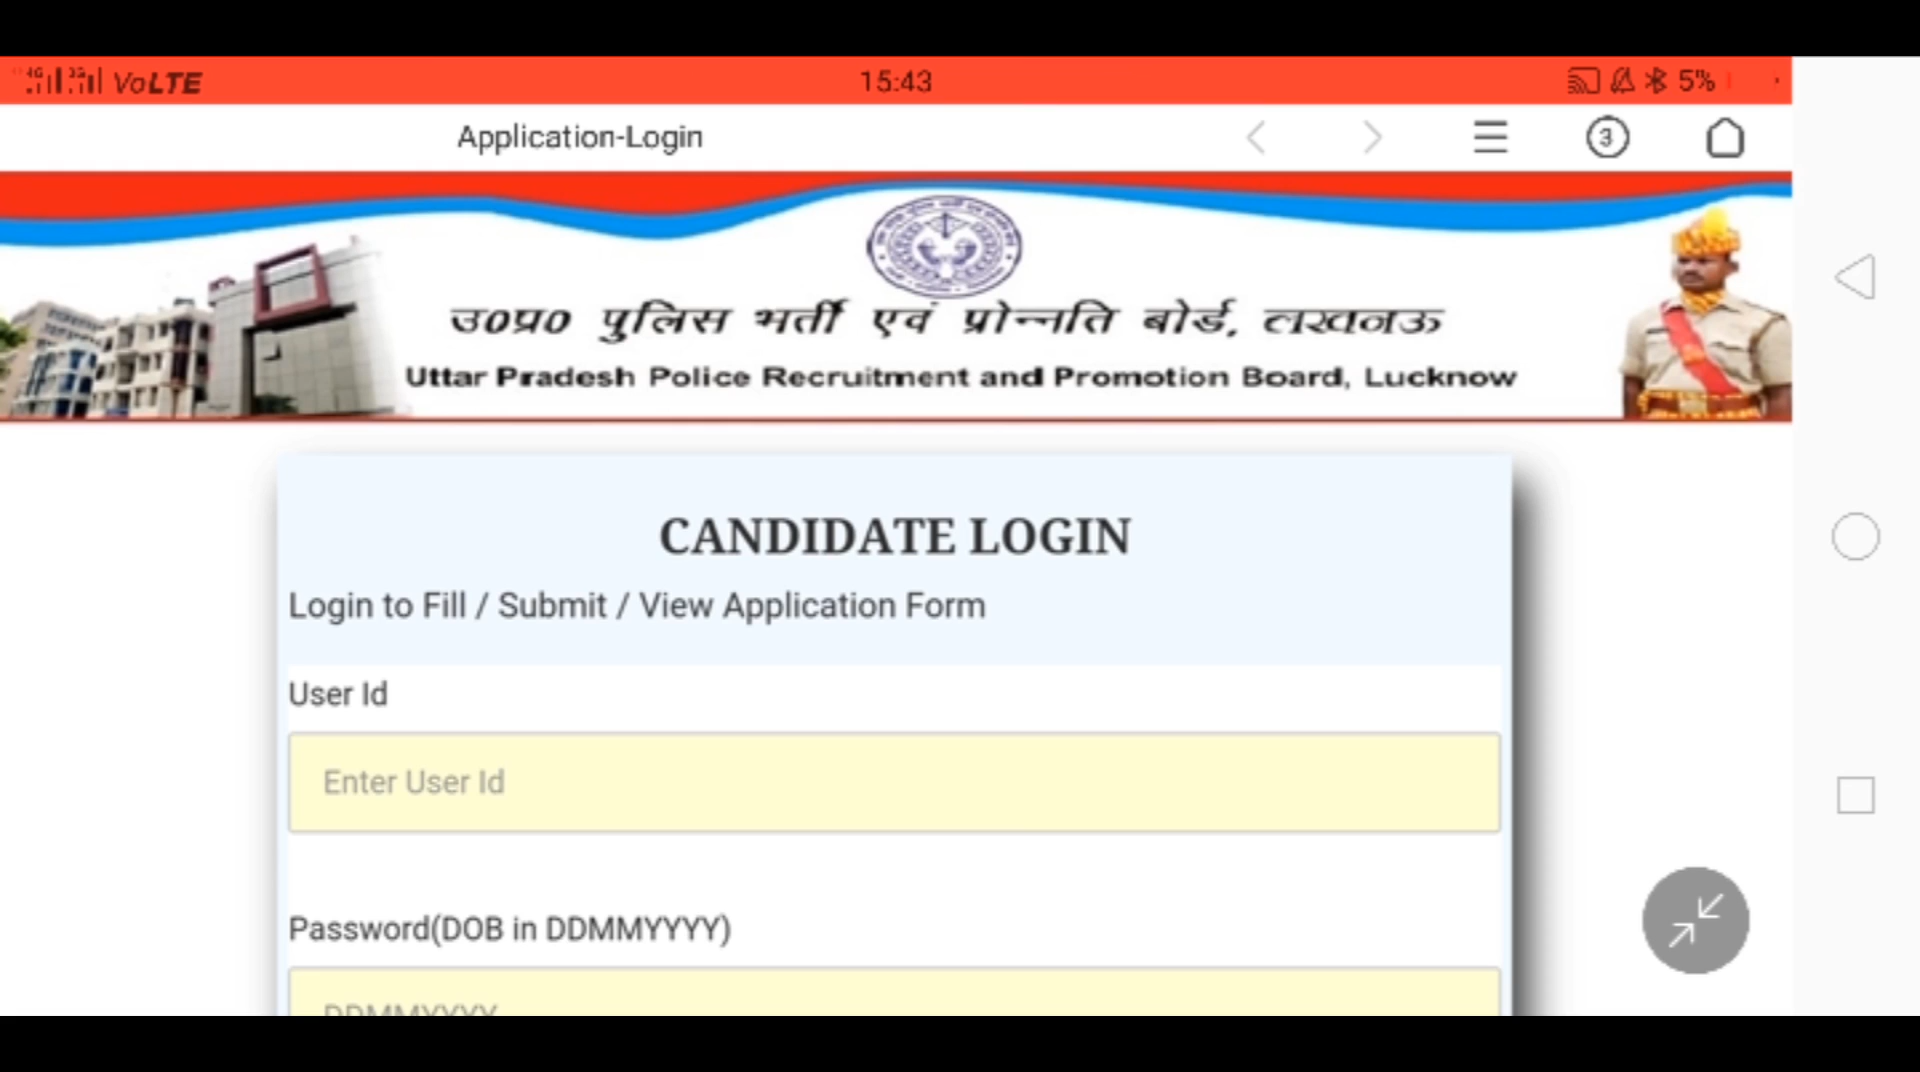 VoLTE
15:43
5%
Application-Login
3
उ०प्र० पुलिस भर्ती एवं प्रोन्नति बोर्ड, लखनऊ
Uttar Pradesh Police Recruitment and Promotion Board, Lucknow
CANDIDATE LOGIN
Login to Fill / Submit / View Application Form
User Id
Enter User Id
Password(DOB in DDMMYYYY)
DDMMYYYY